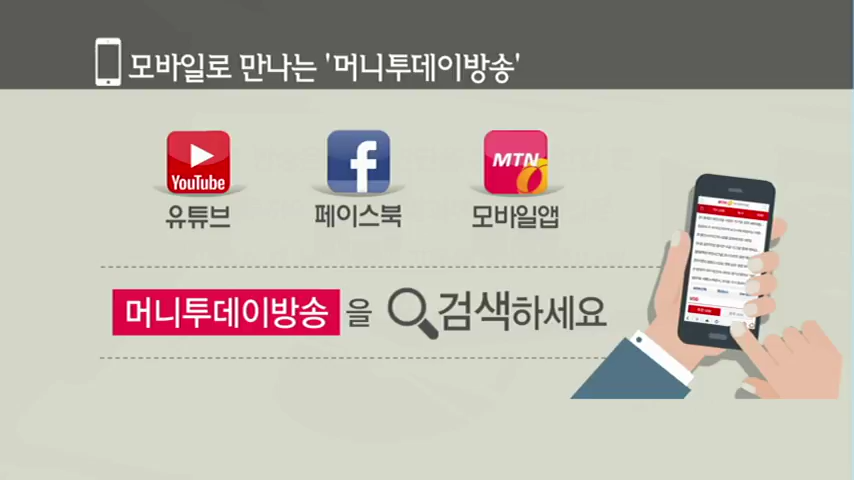 모바일로 만나는 '머니투데이방송'
YouTube
MTN
유튜브
페이스북
모바일앱
머니투데이방송을 검색하세요